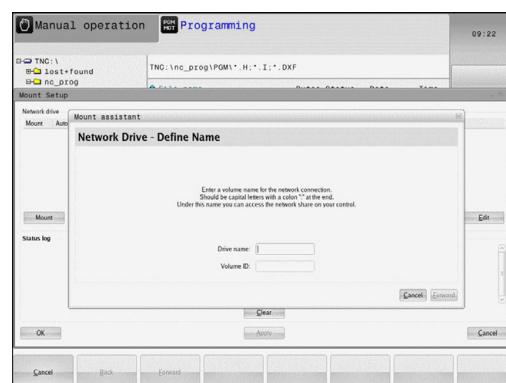 Manual operation
PGM MGT Programming
09:22
TNC:\
lost+found
nc_prog
TNC:\nc_prog\PGM\*.H;*.I;*.DXF
Mount Setup
Network drive
Mount Auto
Mount assistant
Network Drive - Define Name
Enter a volume name for the network connection.
Should be capital letters with a colon ":" at the end.
Under this name you can access the network share on your control.
Mount
Edit
Status log
Drive name:
Volume ID:
Cancel Forward
Clear
OK
Apply
Cancel
Cancel
Back
Forward